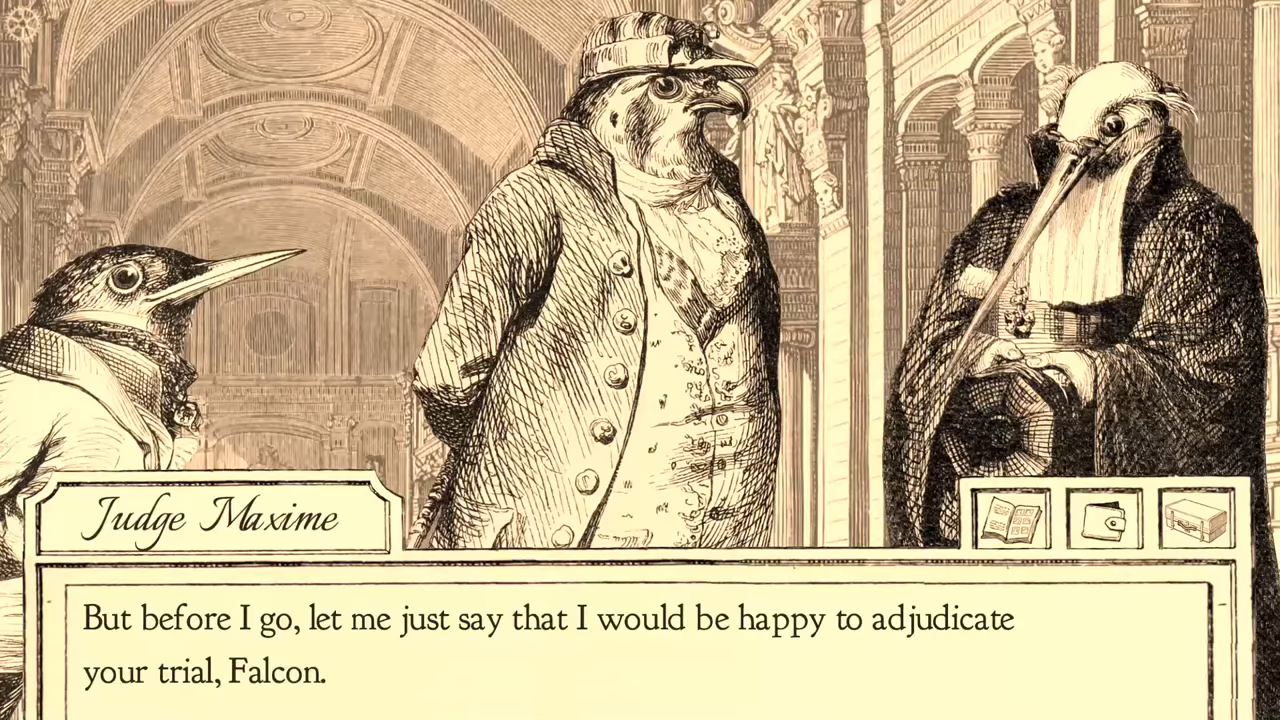 Judge Maxime
But before I go, let me just say that I would be happy to adjudicate
your trial, Falcon.